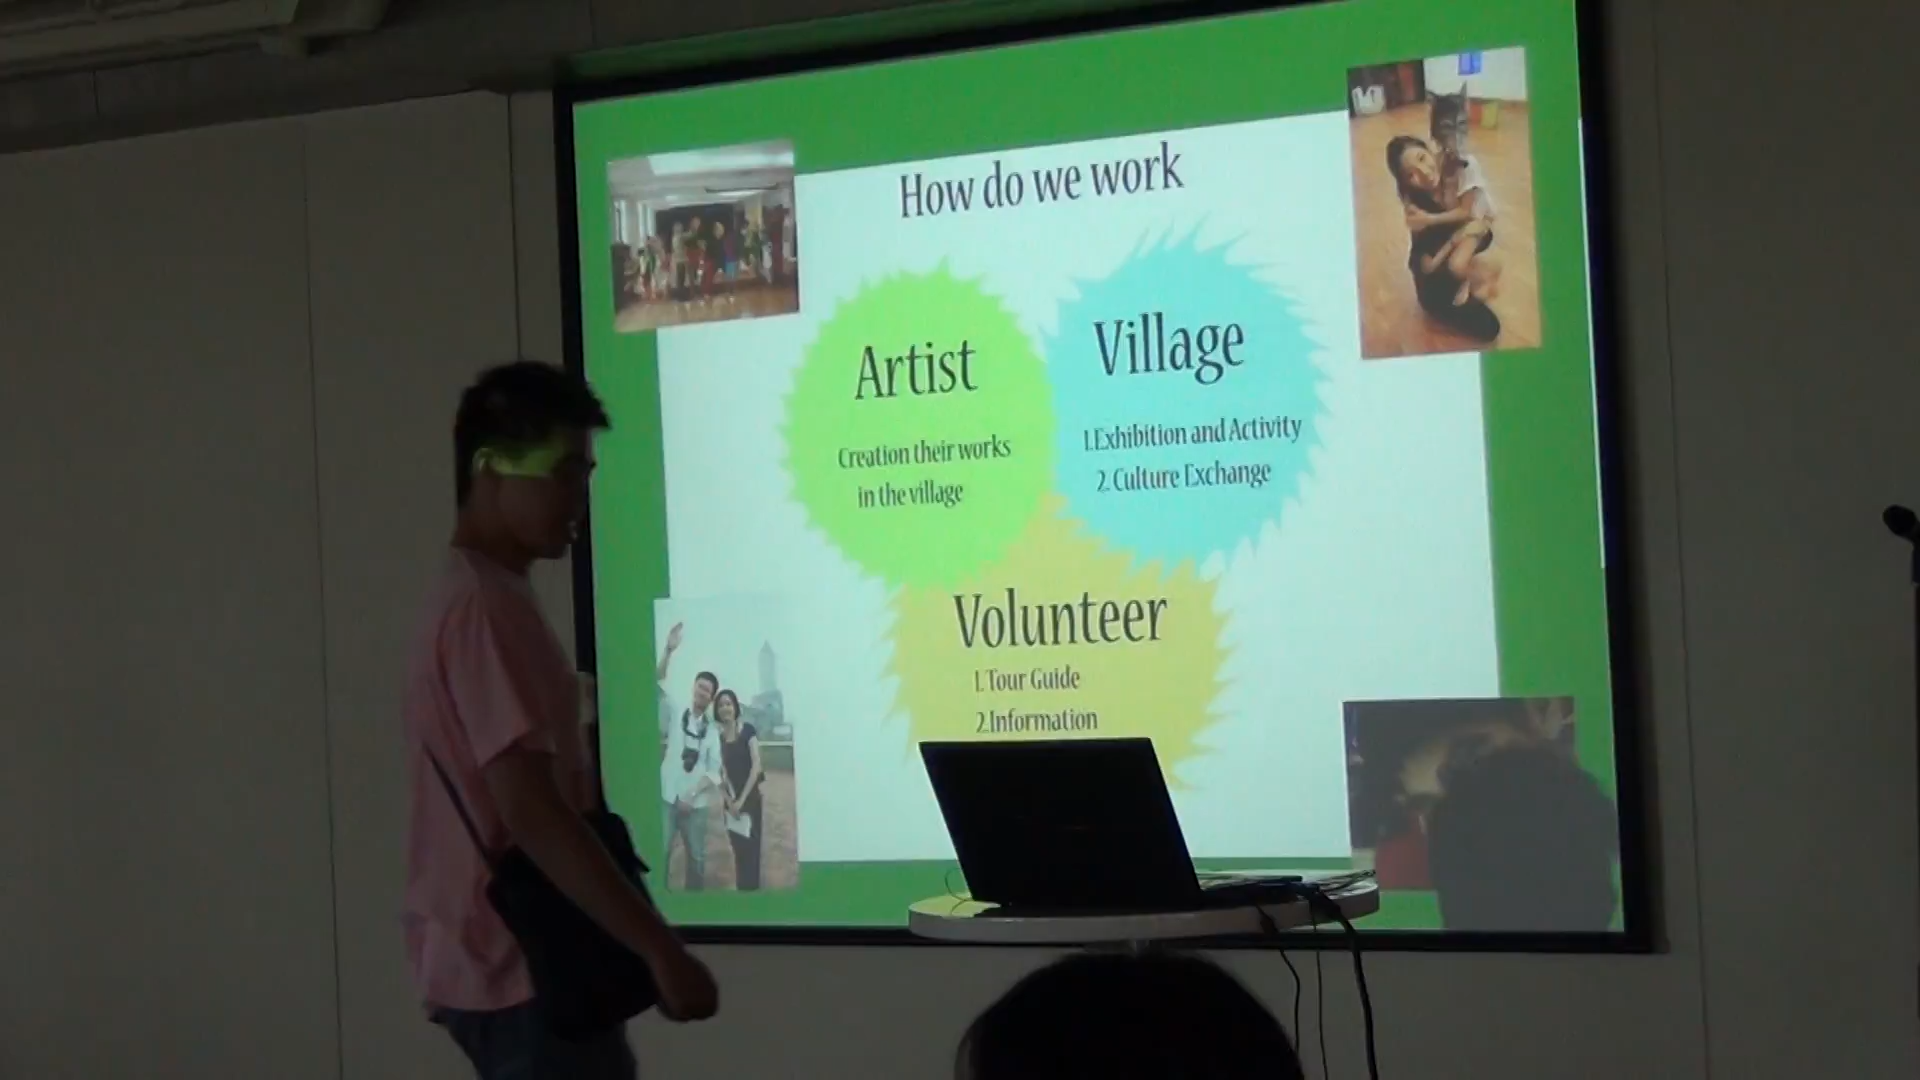 How do we work
Artist
Creation their works
in the village
Village
1.Exhibition and Activity
2. Culture Exchange
Volunteer
1. Tour Guide
2.Information